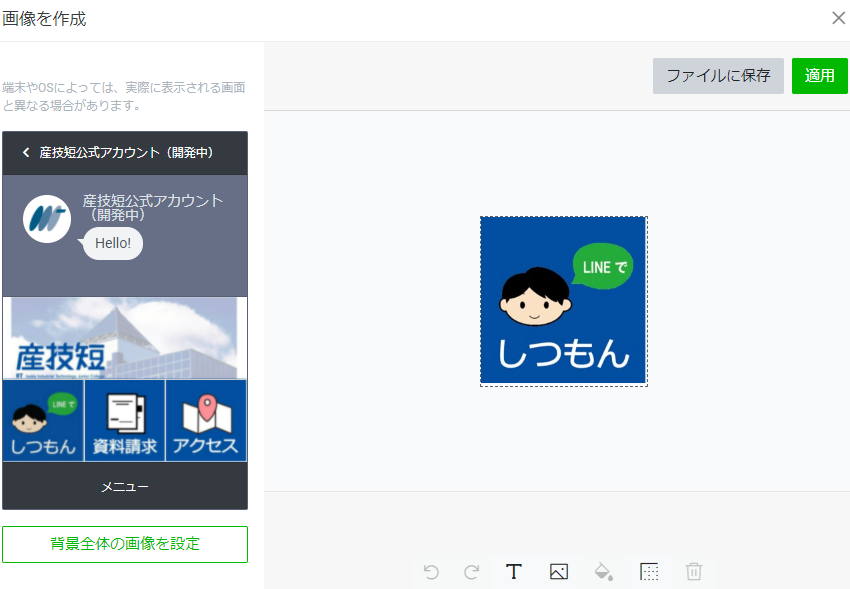 画像を作成
端末やOSによっては、実際に表示される画面
と異なる場合があります。
ファイルに保存
適用
産技短公式アカウント（開発中）
産技短公式アカウント
（開発中）
Hello!
産技短
LINE で
しつもん
資料請求
アクセス
メニュー
背景全体の画像を設定
LINE で
しつもん
T